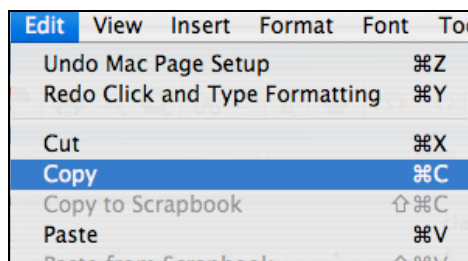 Edit View Insert Format Font
Undo Mac Page Setup ⌘Z
Redo Click and Type Formatting ⌘Y
Cut ⌘X
Copy ⌘C
Copy to Scrapbook ⇧⌘C
Paste ⌘V